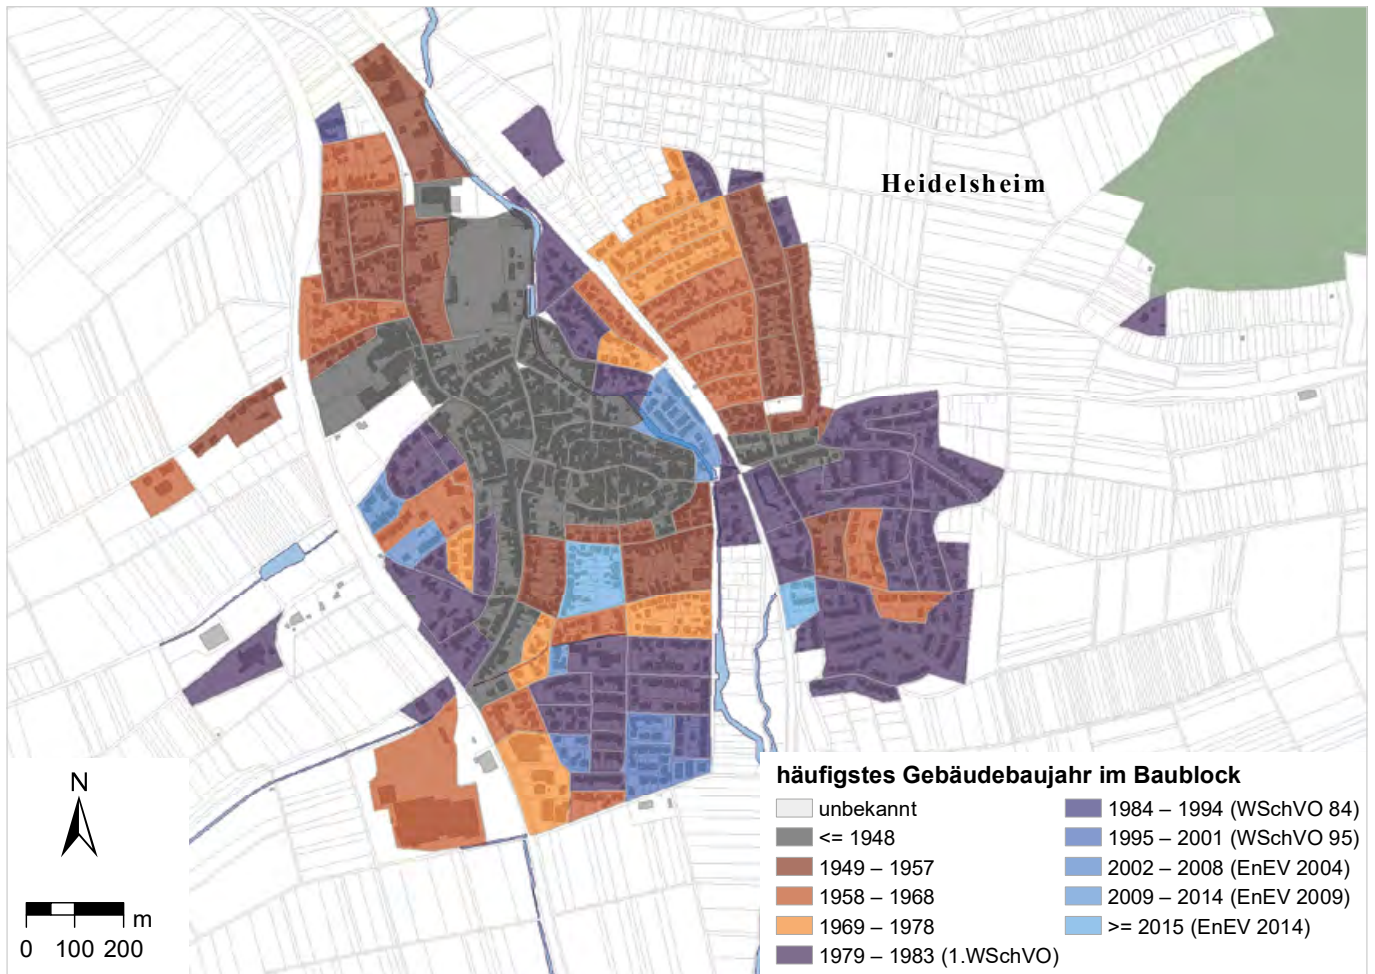 Heidelsheim
häufigstes Gebäudebaujahr im Baublock
unbekannt
<= 1948
1949 – 1957
1958 – 1968
1969 – 1978
1979 – 1983 (1.WSchVO)
1984 – 1994 (WSchVO 84)
1995 – 2001 (WSchVO 95)
2002 – 2008 (EnEV 2004)
2009 – 2014 (EnEV 2009)
>= 2015 (EnEV 2014)
N
m
0 100 200